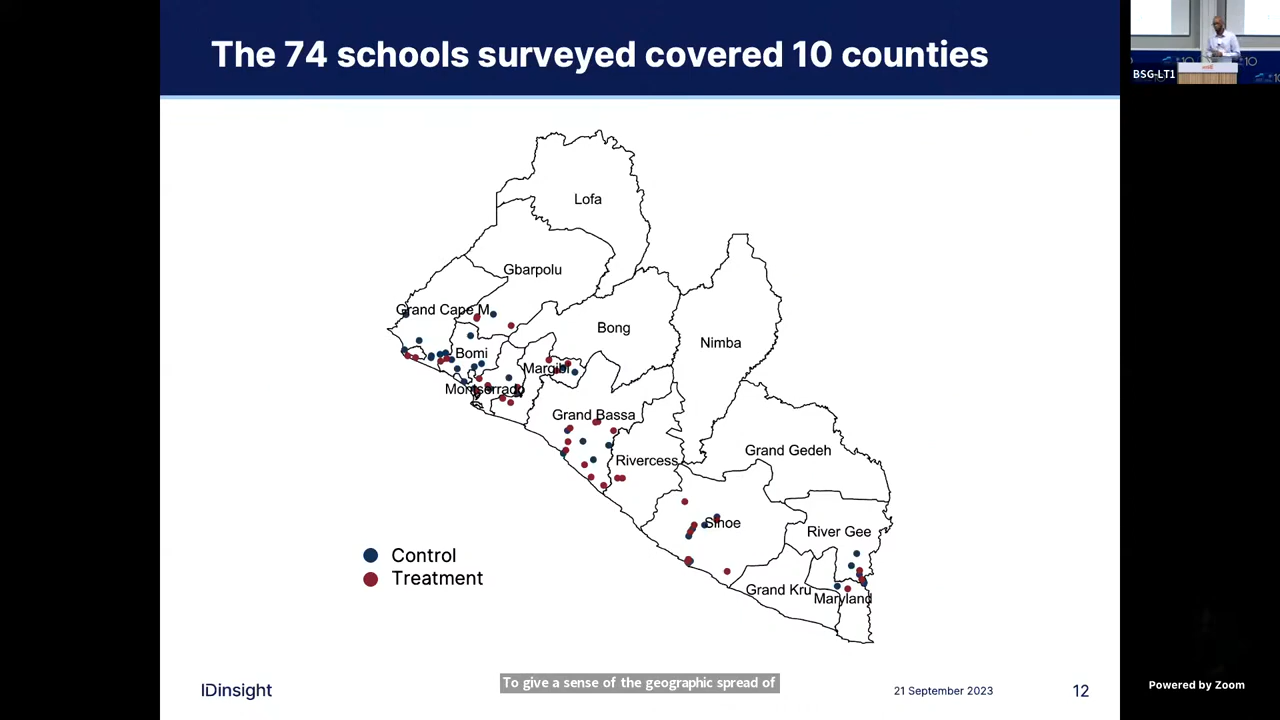 The 74 schools surveyed covered 10 counties
BSG-LT1
Lofa
Gbarpolu
Grand Cape M
Bong
Nimba
Bomi
Margibi
Montserrado
Grand Bassa
Rivercess
Grand Gedeh
Sinoe
River Gee
Grand Kru
Maryland
Control
Treatment
IDinsight
To give a sense of the geographic spread of
21 September 2023
12
Powered by Zoom